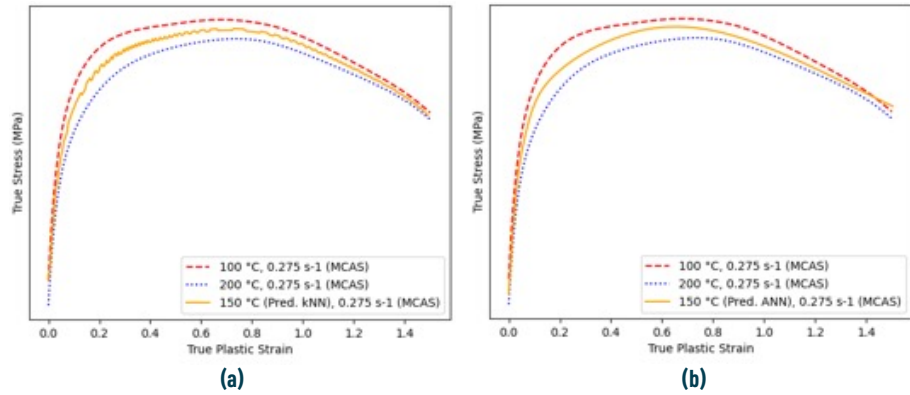 True Stress (MPa)
100 °C, 0.275 s-1 (MCAS)
200 °C, 0.275 s-1 (MCAS)
150 °C (Pred. kNN), 0.275 s-1 (MCAS)
0.0 0.2 0.4 0.6 0.8 1.0 1.2 1.4
True Plastic Strain
(a)
True Stress (MPa)
100 °C, 0.275 s-1 (MCAS)
200 °C, 0.275 s-1 (MCAS)
150 °C (Pred. ANN), 0.275 s-1 (MCAS)
0.0 0.2 0.4 0.6 0.8 1.0 1.2 1.4
True Plastic Strain
(b)